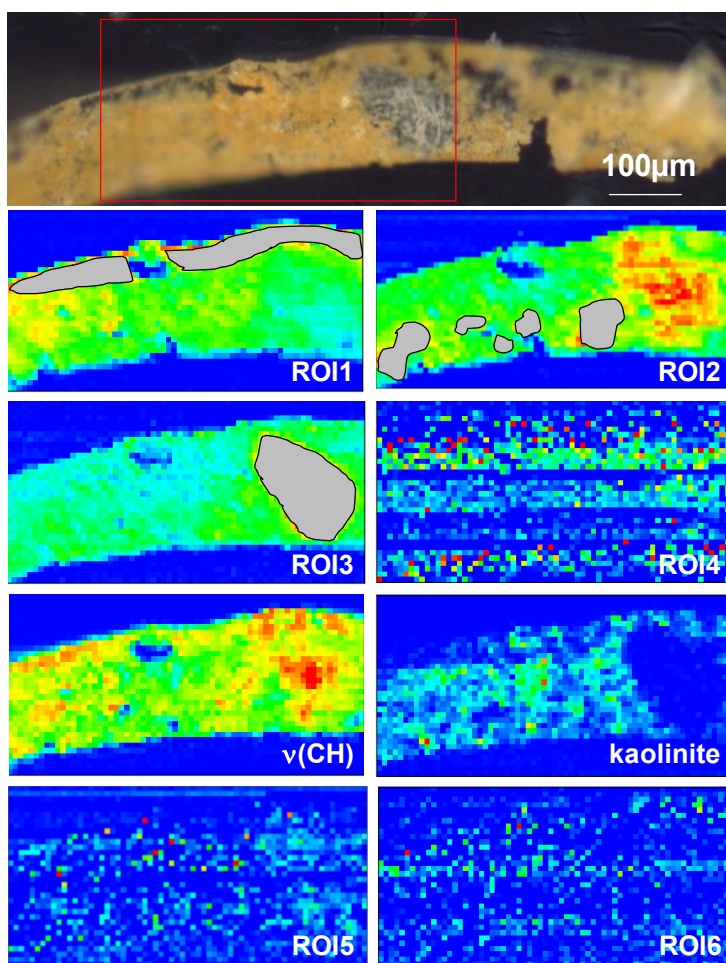 100µm
ROI1
ROI2
ROI3
ROI4
ν(CH)
kaolinite
ROI5
ROI6